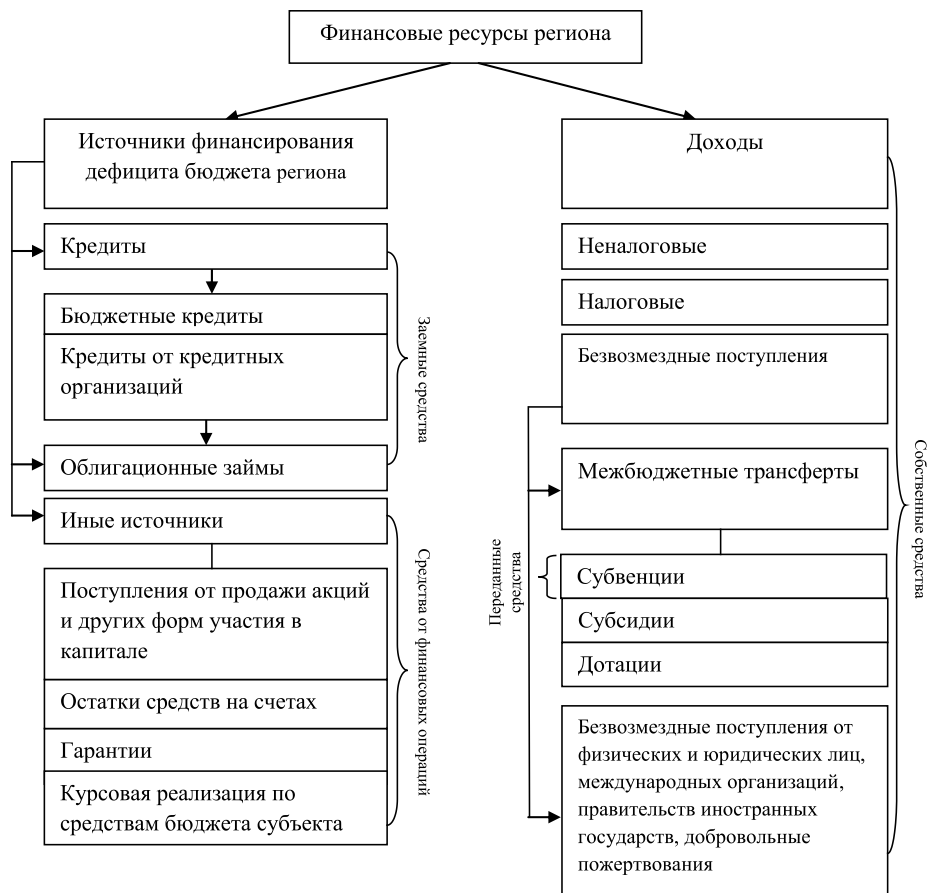 Финансовые ресурсы региона
Источники финансирования
дефицита бюджета региона
Кредиты
Бюджетные кредиты
Кредиты от кредитных
организаций
Облигационные займы
Заемные средства
Иные источники
Поступления от продажи акций
и других форм участия в
капитале
Остатки средств на счетах
Гарантии
Курсовая реализация по
средствам бюджета субъекта
Средства от финансовых операций
Доходы
Неналоговые
Налоговые
Безвозмездные поступления
Межбюджетные трансферты
Переданные
средства
Субвенции
Субсидии
Дотации
Безвозмездные поступления от
физических и юридических лиц,
международных организаций,
правительств иностранных
государств, добровольные
пожертвования
Собственные средства